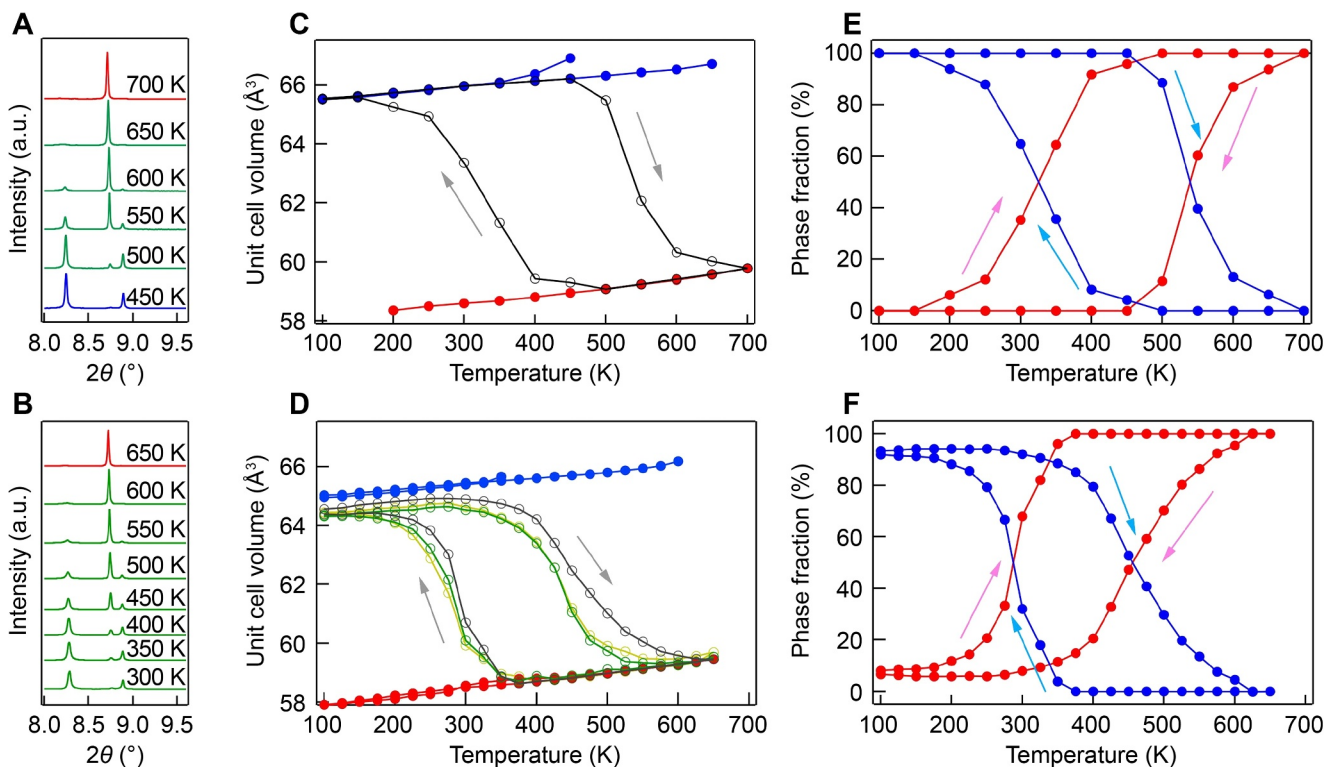 A
Intensity (a.u.)
700 K
650 K
600 K
550 K
500 K
450 K
8.0 8.5 9.0 9.5
2θ (°)
C
Unit cell volume (Å³)
66
64
62
60
58
100 200 300 400 500 600 700
Temperature (K)
E
Phase fraction (%)
100
80
60
40
20
0
100 200 300 400 500 600 700
Temperature (K)
B
Intensity (a.u.)
650 K
600 K
550 K
500 K
450 K
400 K
350 K
300 K
8.0 8.5 9.0 9.5
2θ (°)
D
Unit cell volume (Å³)
66
64
62
60
58
100 200 300 400 500 600 700
Temperature (K)
F
Phase fraction (%)
100
80
60
40
20
0
100 200 300 400 500 600 700
Temperature (K)